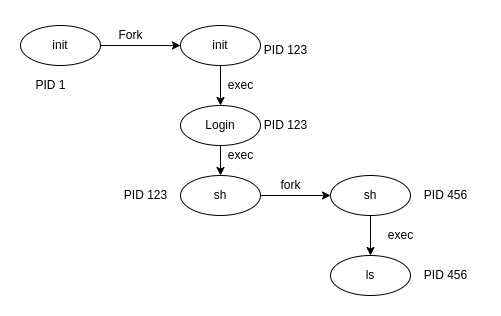 Fork
init
init
PID 123
PID 1
exec
Login
PID 123
exec
PID 123
sh
fork
sh
PID 456
exec
ls
PID 456